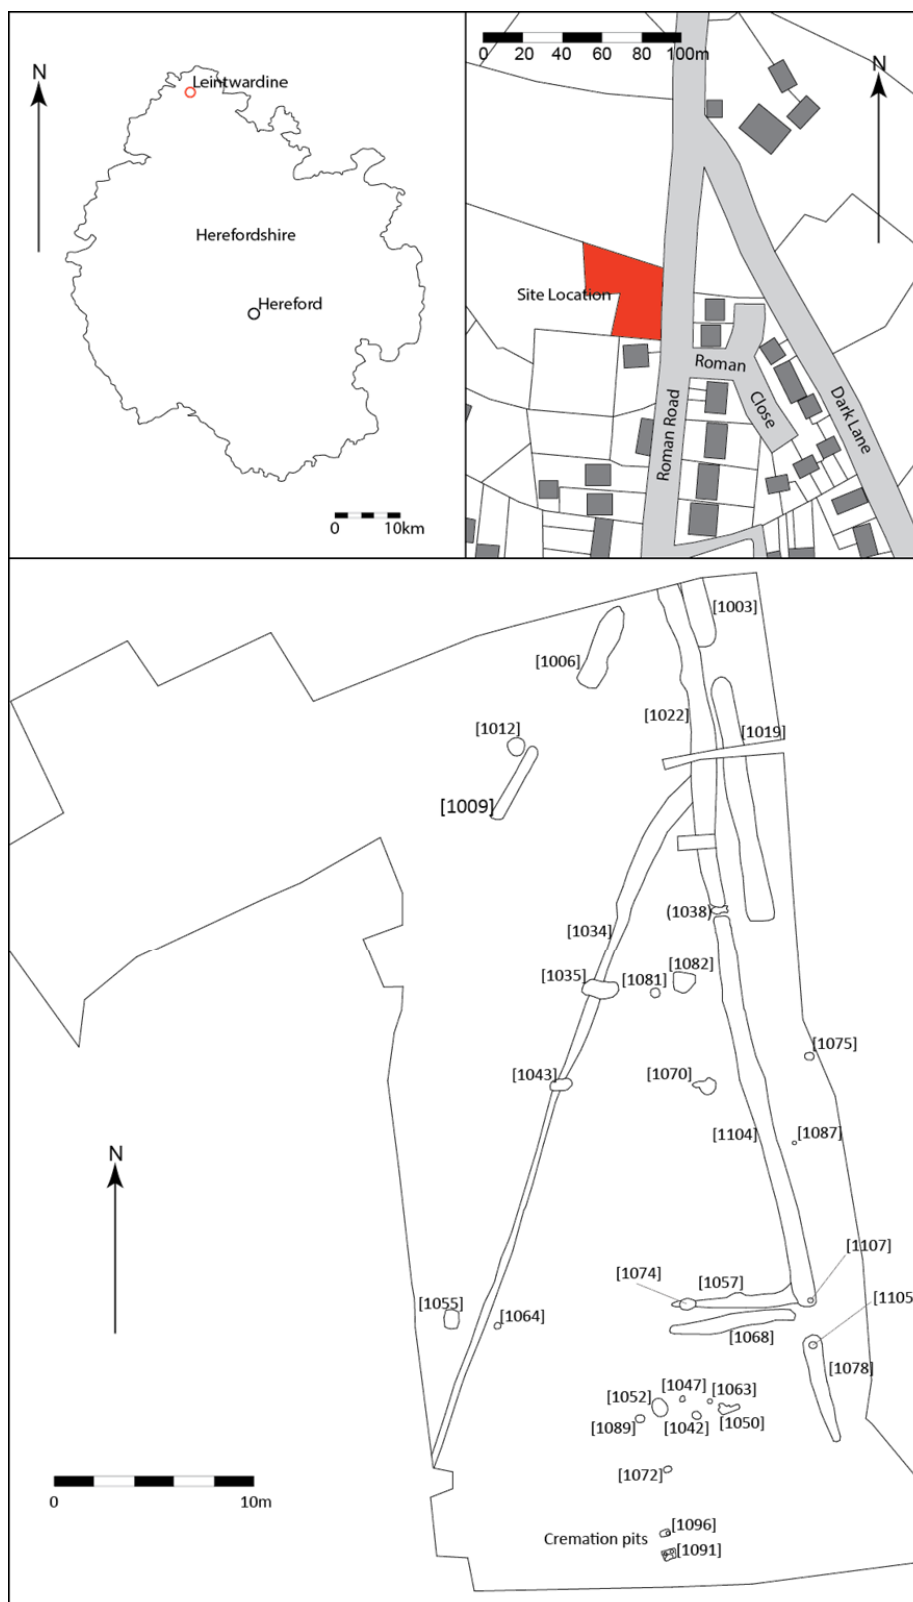 N
Leintwardine
Herefordshire
Hereford
0 10km
0 20 40 60 80 100m
N
Site Location
Roman
Close
Roman Road
Dark Lane
[1003]
[1006]
[1022]
[1012]
[1019]
[1009]
(1038)
[1034]
[1035]
[1081]
[1082]
[1075]
[1043]
[1070]
[1104]
[1087]
N
[1107]
[1074]
[1057]
[1105
[1055]
[1064]
[1068]
[1078]
[1052]
[1047]
[1063]
[1089]
[1042]
[1050]
[1072]
0 10m
Cremation pits
[1096]
[1091]